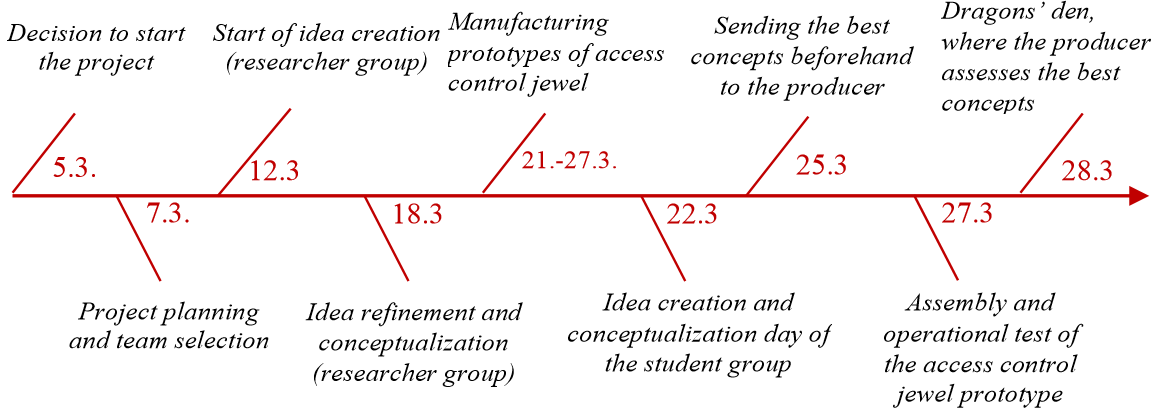 Decision to start
the project
5.3.
7.3.
Project planning
and team selection
Start of idea creation
(researcher group)
12.3
18.3
Idea refinement and
conceptualization
(researcher group)
Manufacturing
prototypes of access
control jewel
21.-27.3.
22.3
Idea creation and
conceptualization day of
the student group
Sending the best
concepts beforehand
to the producer
25.3
27.3
Assembly and
operational test of
the access control
jewel prototype
Dragons’ den,
where the producer
assesses the best
concepts
28.3